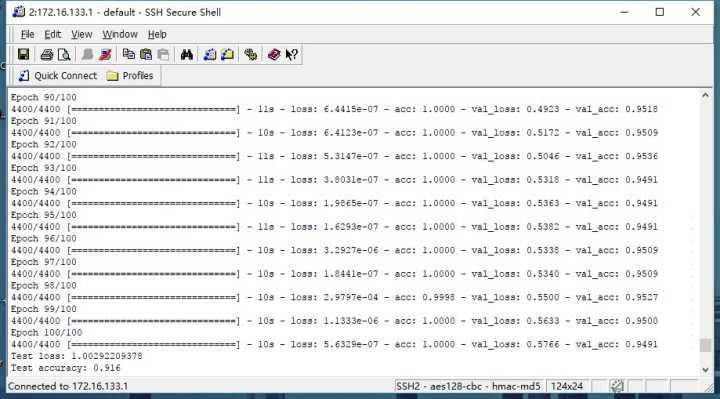 2:172.16.133.1 - default - SSH Secure Shell
File Edit View Window Help
Quick Connect Profiles
Epoch 90/100
4400/4400 [==============================] - 11s - loss: 6.4415e-07 - acc: 1.0000 - val_loss: 0.4923 - val_acc: 0.9518
Epoch 91/100
4400/4400 [==============================] - 10s - loss: 6.4123e-07 - acc: 1.0000 - val_loss: 0.5172 - val_acc: 0.9509
Epoch 92/100
4400/4400 [==============================] - 11s - loss: 5.3147e-07 - acc: 1.0000 - val_loss: 0.5046 - val_acc: 0.9536
Epoch 93/100
4400/4400 [==============================] - 11s - loss: 3.8031e-07 - acc: 1.0000 - val_loss: 0.5318 - val_acc: 0.9491
Epoch 94/100
4400/4400 [==============================] - 10s - loss: 1.9865e-07 - acc: 1.0000 - val_loss: 0.5363 - val_acc: 0.9491
Epoch 95/100
4400/4400 [==============================] - 11s - loss: 1.6293e-07 - acc: 1.0000 - val_loss: 0.5382 - val_acc: 0.9491
Epoch 96/100
4400/4400 [==============================] - 10s - loss: 3.2927e-06 - acc: 1.0000 - val_loss: 0.5338 - val_acc: 0.9509
Epoch 97/100
4400/4400 [==============================] - 10s - loss: 1.8441e-07 - acc: 1.0000 - val_loss: 0.5340 - val_acc: 0.9509
Epoch 98/100
4400/4400 [==============================] - 10s - loss: 2.9797e-04 - acc: 0.9998 - val_loss: 0.5500 - val_acc: 0.9527
Epoch 99/100
4400/4400 [==============================] - 10s - loss: 1.1333e-06 - acc: 1.0000 - val_loss: 0.5633 - val_acc: 0.9500
Epoch 100/100
4400/4400 [==============================] - 10s - loss: 5.6329e-07 - acc: 1.0000 - val_loss: 0.5766 - val_acc: 0.9491
Test loss: 1.00292209378
Test accuracy: 0.916
Connected to 172.16.133.1 SSH2 - aes128-cbc - hmac-md5 124x24